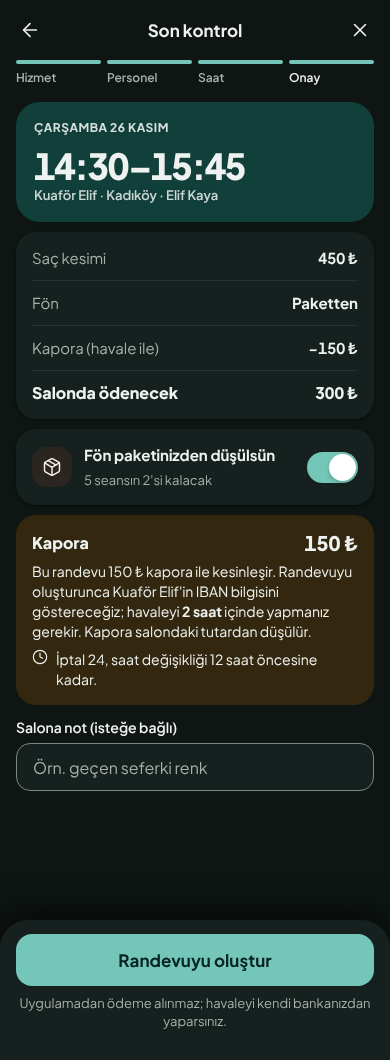 Son kontrol
Hizmet
Personel
Saat
Onay
ÇARŞAMBA 26 KASIM
14:30–15:45
Kuaför Elif · Kadıköy · Elif Kaya
Saç kesimi 450 ₺
Fön Paketten
Kapora (havale ile) −150 ₺
Salonda ödenecek 300 ₺
Fön paketinizden düşülsün
5 seansın 2'si kalacak
Kapora 150 ₺
Bu randevu 150 ₺ kapora ile kesinleşir. Randevuyu
oluşturunca Kuaför Elif'in IBAN bilgisini
göstereceğiz; havaleyi 2 saat içinde yapmanız
gerekir. Kapora salondaki tutardan düşülür.
İptal 24, saat değişikliği 12 saat öncesine
kadar.
Salona not (isteğe bağlı)
Örn. geçen seferki renk
Randevuyu oluştur
Uygulamadan ödeme alınmaz; havaleyi kendi bankanızdan
yaparsınız.